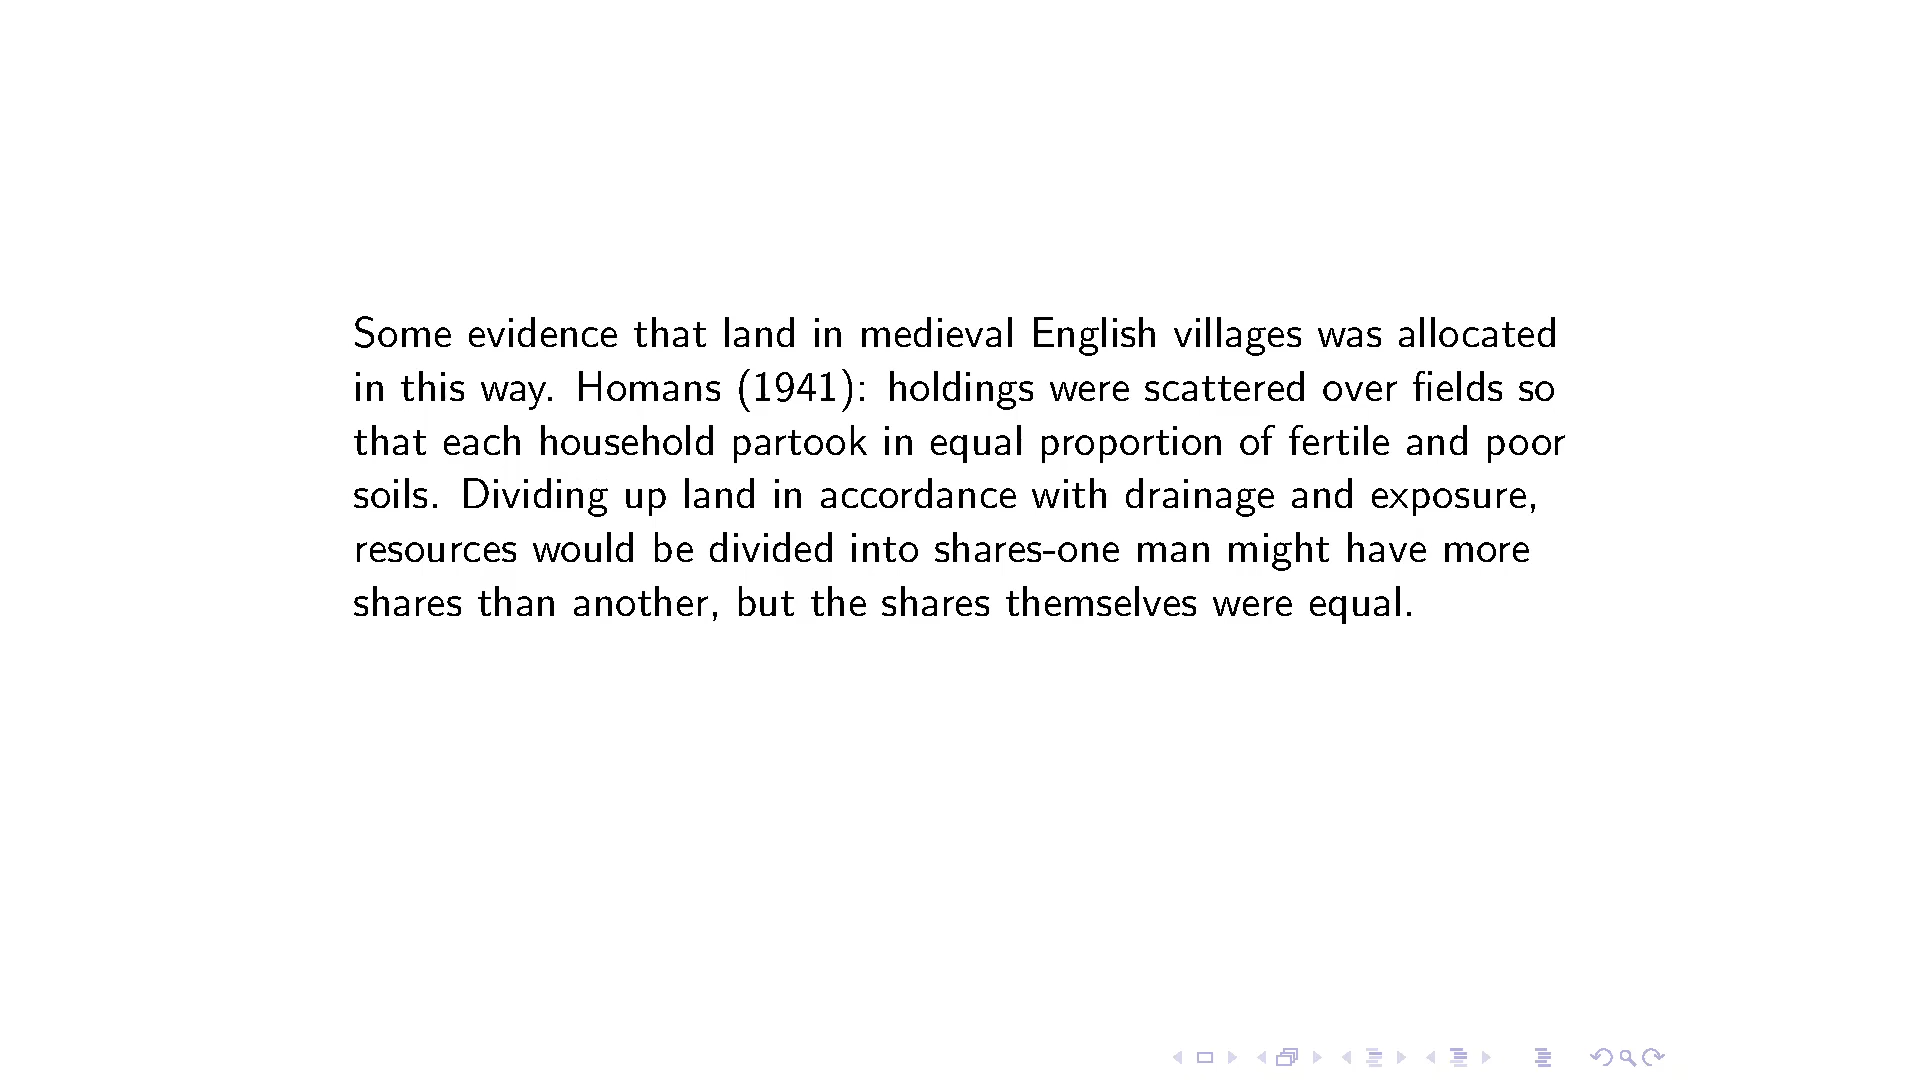 Some evidence that land in medieval English villages was allocated
in this way. Homans (1941): holdings were scattered over fields so
that each household partook in equal proportion of fertile and poor
soils. Dividing up land in accordance with drainage and exposure,
resources would be divided into shares-one man might have more
shares than another, but the shares themselves were equal.